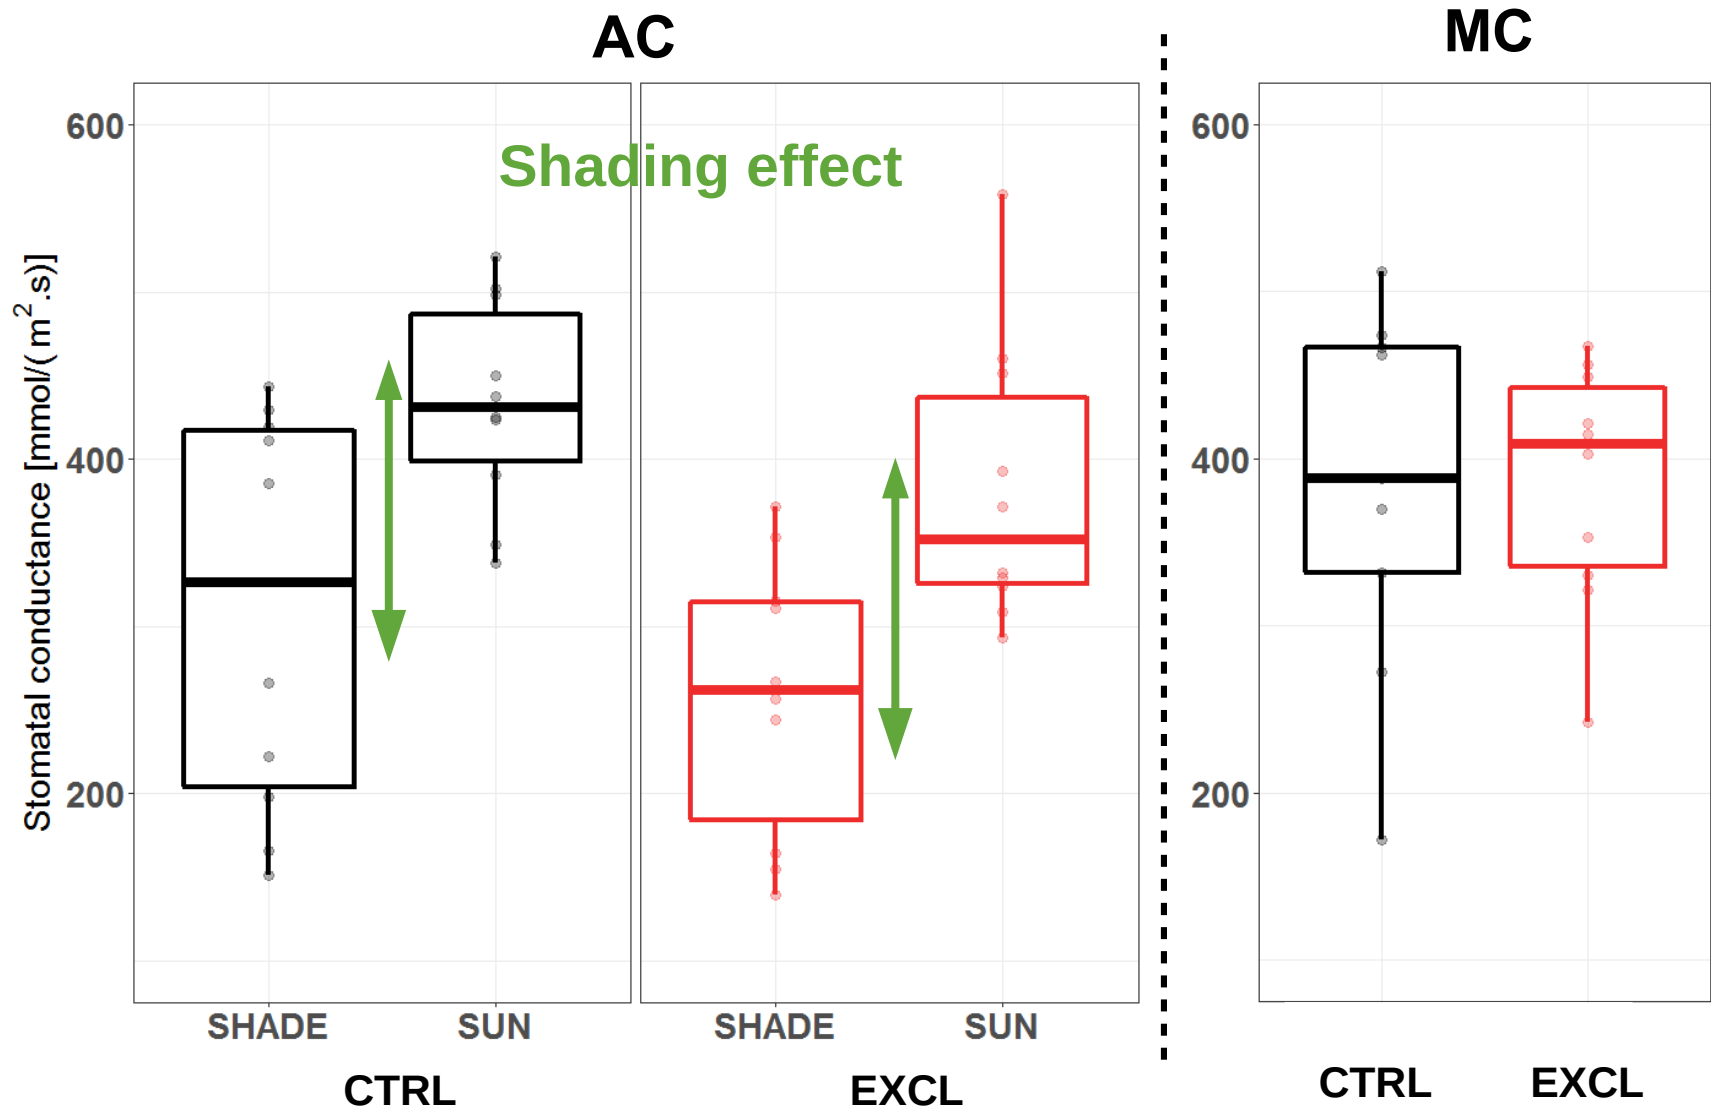 AC
MC
Shading effect
Stomatal conductance [mmol/( m² .s)]
600
400
200
600
400
200
SHADE SUN SHADE SUN
CTRL EXCL CTRL EXCL